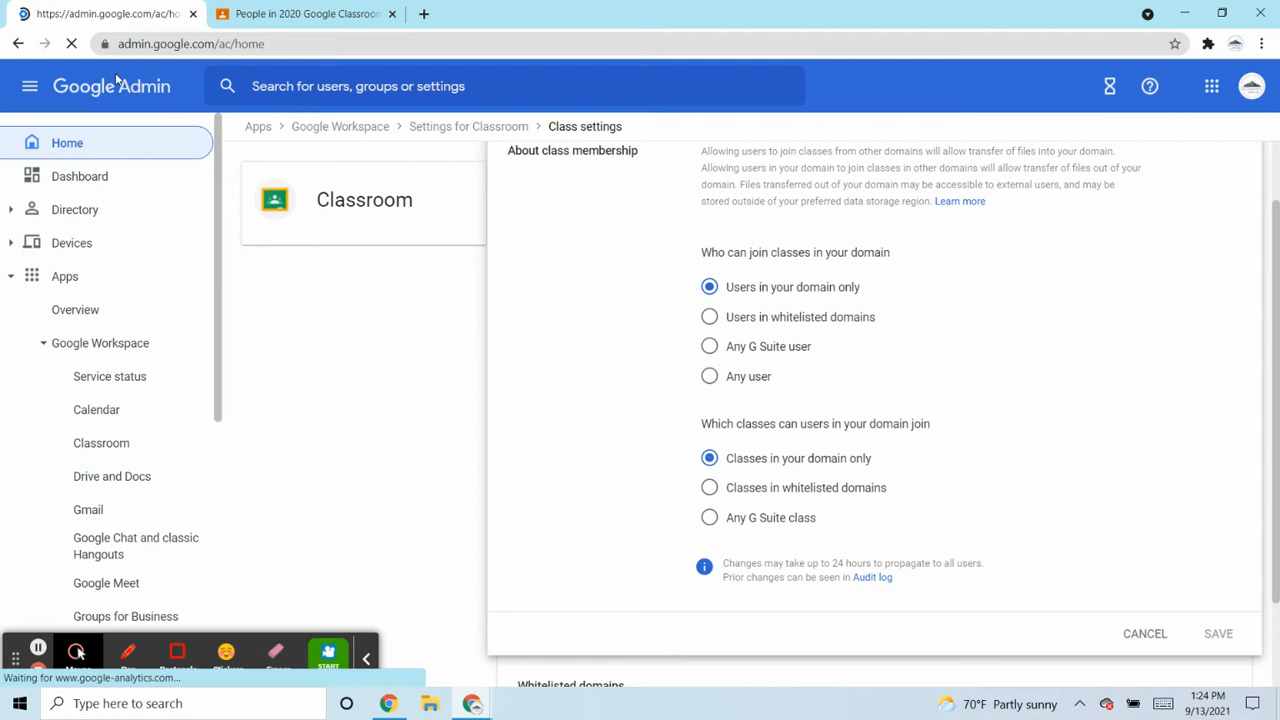 https://admin.google.com/ac/ho
People in 2020 Google Classroom
admin.google.com/ac/home
Google Admin
Search for users, groups or settings
Home
Dashboard
Directory
Devices
Apps
Overview
Google Workspace
Service status
Calendar
Classroom
Drive and Docs
Gmail
Google Chat and classic
Hangouts
Google Meet
Groups for Business
Apps > Google Workspace > Settings for Classroom > Class settings
Classroom
About class membership
Allowing users to join classes from other domains will allow transfer of files into your domain.
Allowing users in your domain to join classes in other domains will allow transfer of files out of your
domain. Files transferred out of your domain may be accessible to external users, and may be
stored outside of your preferred data storage region. Learn more
Who can join classes in your domain
Users in your domain only
Users in whitelisted domains
Any G Suite user
Any user
Which classes can users in your domain join
Classes in your domain only
Classes in whitelisted domains
Any G Suite class
Changes may take up to 24 hours to propagate to all users.
Prior changes can be seen in Audit log
CANCEL
SAVE
Whitelisted domains
START
Waiting for www.google-analytics.com...
Type here to search
70°F Partly sunny
1:24 PM
9/13/2021